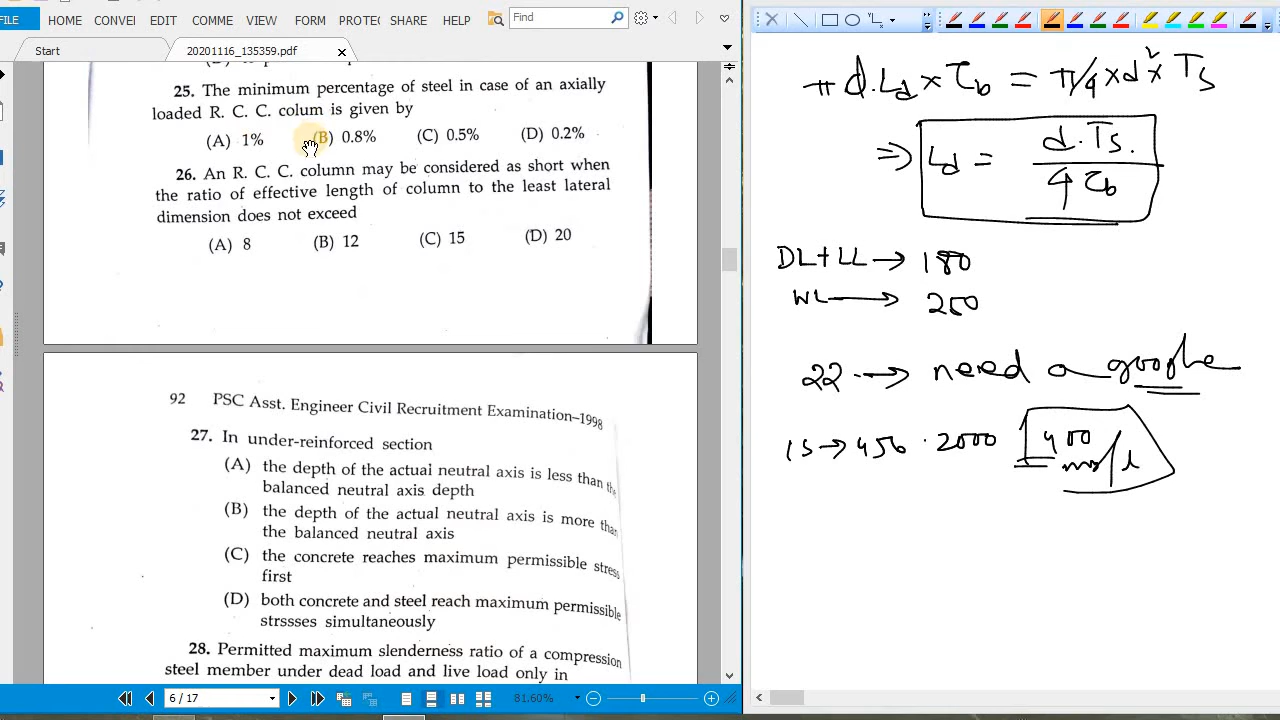 FILE HOME CONVERT EDIT COMME VIEW FORM PROTEC SHARE HELP Find
Start 20201116_135359.pdf
25. The minimum percentage of steel in case of an axially
loaded R. C. C. colum is given by
(A) 1% (B) 0.8% (C) 0.5% (D) 0.2%
26. An R. C. C. column may be considered as short when
the ratio of effective length of column to the least lateral
dimension does not exceed
(A) 8 (B) 12 (C) 15 (D) 20
92 PSC Asst. Engineer Civil Recruitment Examination–1998
27. In under-reinforced section
(A) the depth of the actual neutral axis is less than the
balanced neutral axis depth
(B) the depth of the actual neutral axis is more than
the balanced neutral axis
(C) the concrete reaches maximum permissible stress
first
(D) both concrete and steel reach maximum permissible
strssses simultaneously
28. Permitted maximum slenderness ratio of a compression
steel member under dead load and live load only in
6 / 17 81.60%
π d.Ld × τb = π/4 × d² × Ts
⇒ Ld = d.Ts. / 4 τb
DL+LL → 180
WL → 250
22 → need a google
IS → 456 . 2000 400
mg/l